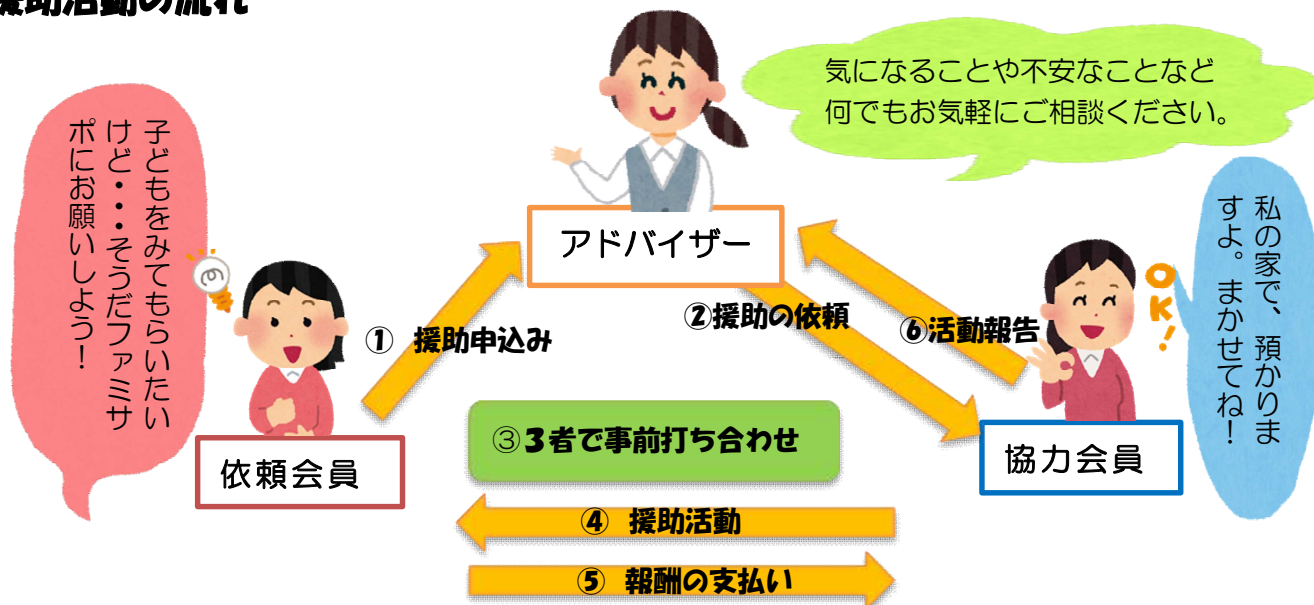 援助活動の流れ
気になることや不安なことなど
何でもお気軽にご相談ください。
子どもをみてもらいたい
けど・・・そうだファミサ
ポにお願いしよう！
アドバイザー
私の家で、預かりま
すよ。まかせてね！
OK!
① 援助申込み
②援助の依頼
⑥活動報告
③3者で事前打ち合わせ
依頼会員
協力会員
④ 援助活動
⑤ 報酬の支払い